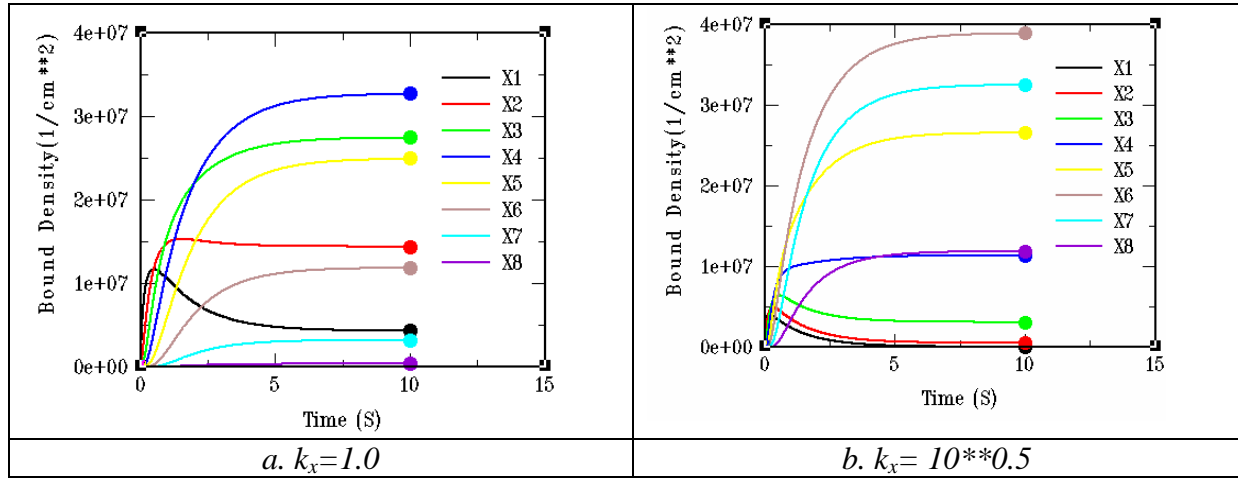 4e+07
3e+07
2e+07
1e+07
0e+00
Bound Density(1/cm**2)
X1
X2
X3
X4
X5
X6
X7
X8
0
5
10
15
Time (S)
4e+07
3e+07
2e+07
1e+07
0e+00
Bound Density(1/cm**2)
X1
X2
X3
X4
X5
X6
X7
X8
0
5
10
15
Time (S)
a. kx=1.0
b. kx= 10**0.5